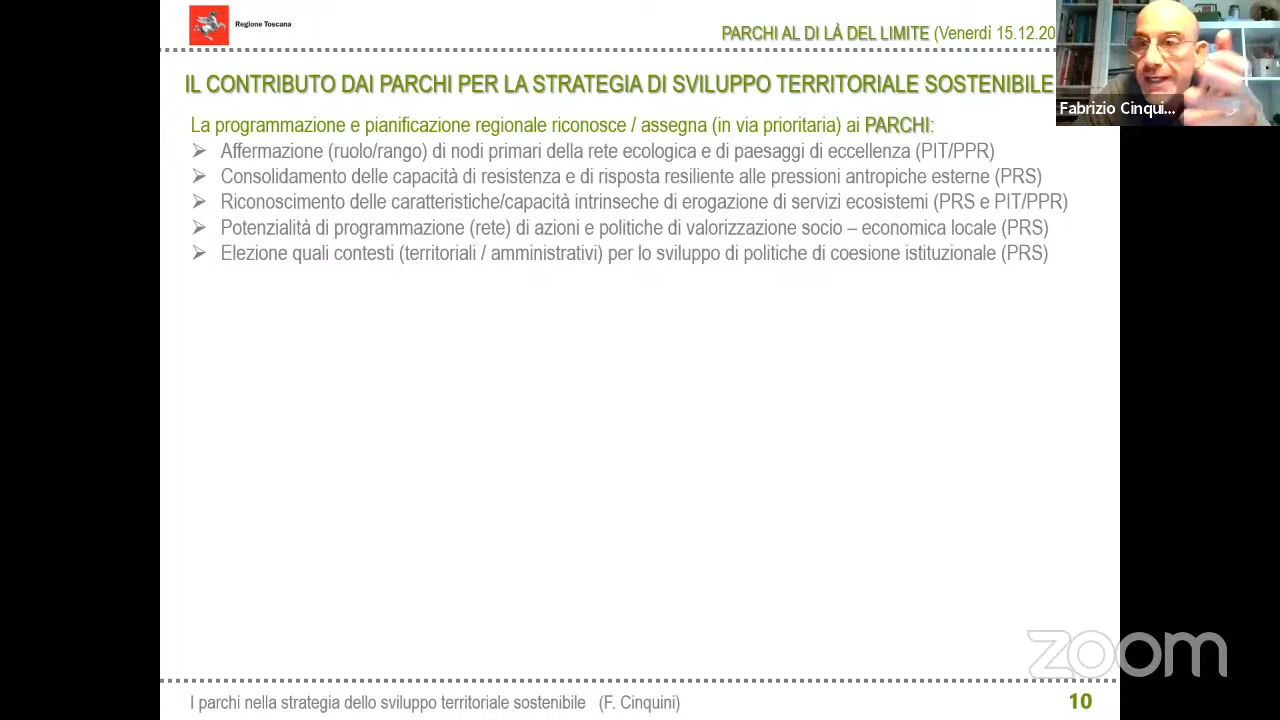 Regione Toscana
PARCHI AL DI LÀ DEL LIMITE (Venerdì 15.12.20
IL CONTRIBUTO DAI PARCHI PER LA STRATEGIA DI SVILUPPO TERRITORIALE SOSTENIBILE
Fabrizio Cinqui...
La programmazione e pianificazione regionale riconosce / assegna (in via prioritaria) ai PARCHI:
➢ Affermazione (ruolo/rango) di nodi primari della rete ecologica e di paesaggi di eccellenza (PIT/PPR)
➢ Consolidamento delle capacità di resistenza e di risposta resiliente alle pressioni antropiche esterne (PRS)
➢ Riconoscimento delle caratteristiche/capacità intrinseche di erogazione di servizi ecosistemi (PRS e PIT/PPR)
➢ Potenzialità di programmazione (rete) di azioni e politiche di valorizzazione socio – economica locale (PRS)
➢ Elezione quali contesti (territoriali / amministrativi) per lo sviluppo di politiche di coesione istituzionale (PRS)
zoom
I parchi nella strategia dello sviluppo territoriale sostenibile (F. Cinquini)
10